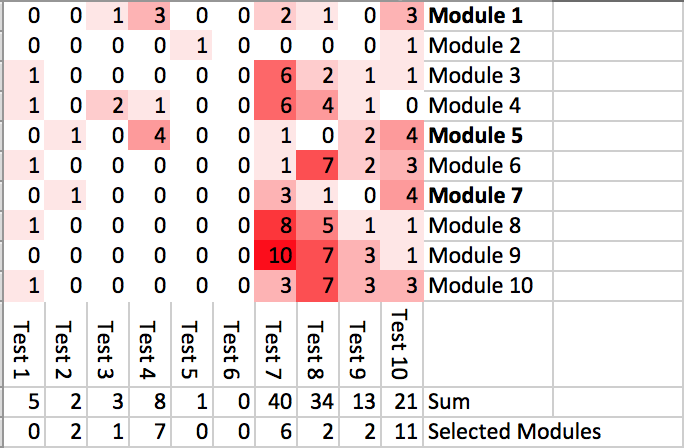 0 0 1 3 0 0 2 1 0 3 Module 1
0 0 0 0 1 0 0 0 0 1 Module 2
1 0 0 0 0 0 6 2 1 1 Module 3
1 0 2 1 0 0 6 4 1 0 Module 4
0 1 0 4 0 0 1 0 2 4 Module 5
1 0 0 0 0 0 1 7 2 3 Module 6
0 1 0 0 0 0 3 1 0 4 Module 7
1 0 0 0 0 0 8 5 1 1 Module 8
0 0 0 0 0 0 10 7 3 1 Module 9
1 0 0 0 0 0 3 7 3 3 Module 10
Test 1 Test 2 Test 3 Test 4 Test 5 Test 6 Test 7 Test 8 Test 9 Test 10
5 2 3 8 1 0 40 34 13 21 Sum
0 2 1 7 0 0 6 2 2 11 Selected Modules